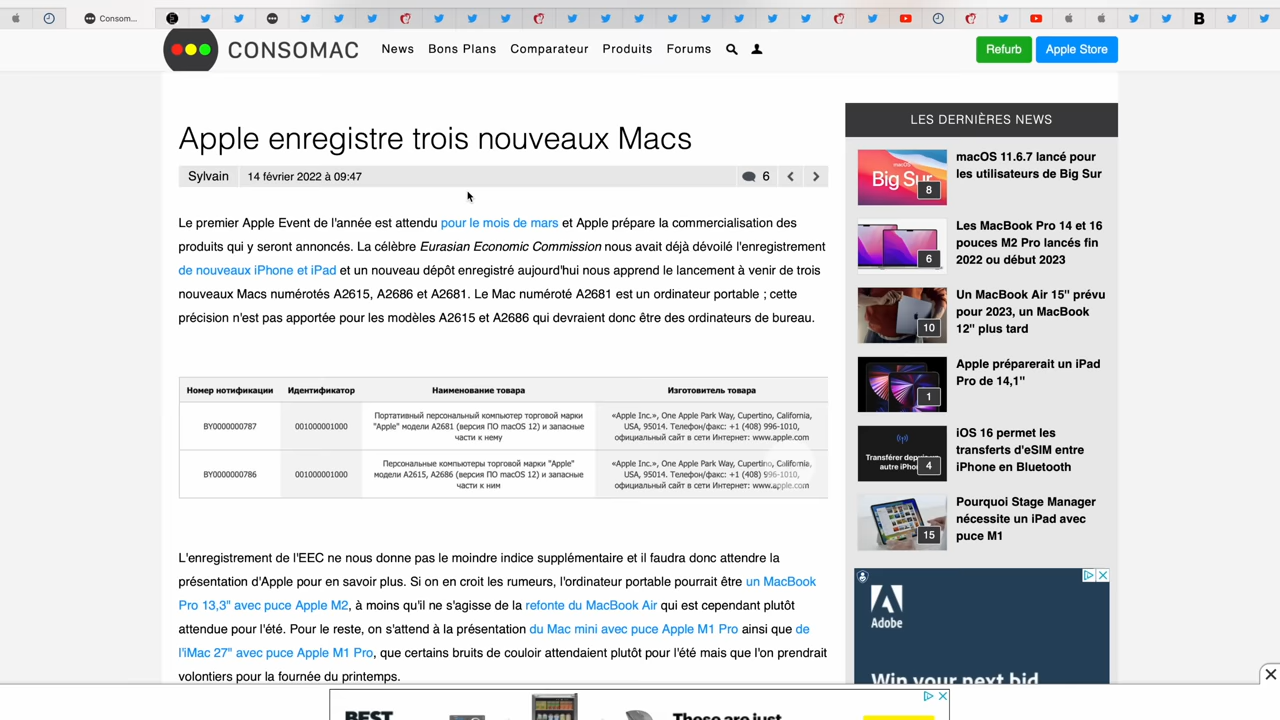 Consom...
CONSOMAC
News Bons Plans Comparateur Produits Forums
Refurb Apple Store
Apple enregistre trois nouveaux Macs
Sylvain 14 février 2022 à 09:47 6
Le premier Apple Event de l'année est attendu pour le mois de mars et Apple prépare la commercialisation des
produits qui y seront annoncés. La célèbre Eurasian Economic Commission nous avait déjà dévoilé l'enregistrement
de nouveaux iPhone et iPad et un nouveau dépôt enregistré aujourd'hui nous apprend le lancement à venir de trois
nouveaux Macs numérotés A2615, A2686 et A2681. Le Mac numéroté A2681 est un ordinateur portable ; cette
précision n'est pas apportée pour les modèles A2615 et A2686 qui devraient donc être des ordinateurs de bureau.
Номер нотификации Идентификатор Наименование товара Изготовитель товара
BY0000000787 001000001000
Портативный персональный компьютер торговой марки
"Apple" модели A2681 (версия ПО macOS 12) и запасные
части к нему
«Apple Inc.», One Apple Park Way, Cupertino, California,
USA, 95014. Телефон/факс: +1 (408) 996-1010,
официальный сайт в сети Интернет: www.apple.com
BY0000000786 001000001000
Персональные компьютеры торговой марки "Apple"
модели A2615, A2686 (версия ПО macOS 12) и запасные
части к ним
«Apple Inc.», One Apple Park Way, Cupertino, California,
USA, 95014. Телефон/факс: +1 (408) 996-1010,
официальный сайт в сети Интернет: www.apple.com
L'enregistrement de l'EEC ne nous donne pas le moindre indice supplémentaire et il faudra donc attendre la
présentation d'Apple pour en savoir plus. Si on en croit les rumeurs, l'ordinateur portable pourrait être un MacBook
Pro 13,3" avec puce Apple M2, à moins qu'il ne s'agisse de la refonte du MacBook Air qui est cependant plutôt
attendue pour l'été. Pour le reste, on s'attend à la présentation du Mac mini avec puce Apple M1 Pro ainsi que de
l'iMac 27" avec puce Apple M1 Pro, que certains bruits de couloir attendaient plutôt pour l'été mais que l'on prendrait
volontiers pour la fournée du printemps.
LES DERNIÈRES NEWS
macOS
Big Sur
8
macOS 11.6.7 lancé pour
les utilisateurs de Big Sur
6
Les MacBook Pro 14 et 16
pouces M2 Pro lancés fin
2022 ou début 2023
10
Un MacBook Air 15" prévu
pour 2023, un MacBook
12" plus tard
1
Apple préparerait un iPad
Pro de 14,1"
Transférer
autre
4
iOS 16 permet les
transferts d'eSIM entre
iPhone en Bluetooth
15
Pourquoi Stage Manager
nécessite un iPad avec
puce M1
Adobe
Win your next bid
BEST
These are just